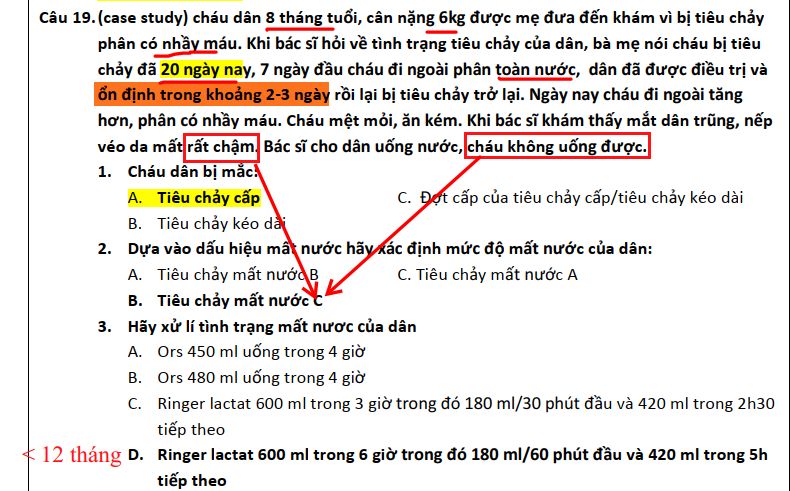 Câu 19. (case study) cháu dân 8 tháng tuổi, cân nặng 6kg được mẹ đưa đến khám vì bị tiêu chảy
phân có nhầy máu. Khi bác sĩ hỏi về tình trạng tiêu chảy của dân, bà mẹ nói cháu bị tiêu
chảy đã 20 ngày nay, 7 ngày đầu cháu đi ngoài phân toàn nước, dân đã được điều trị và
ổn định trong khoảng 2-3 ngày rồi lại bị tiêu chảy trở lại. Ngày nay cháu đi ngoài tăng
hơn, phân có nhầy máu. Cháu mệt mỏi, ăn kém. Khi bác sĩ khám thấy mắt dân trũng, nếp
véo da mất rất chậm. Bác sĩ cho dân uống nước, cháu không uống được.
1. Cháu dân bị mắc:
A. Tiêu chảy cấp C. Đợt cấp của tiêu chảy cấp/tiêu chảy kéo dài
B. Tiêu chảy kéo dài
2. Dựa vào dấu hiệu mất nước hãy xác định mức độ mất nước của dân:
A. Tiêu chảy mất nước B C. Tiêu chảy mất nước A
B. Tiêu chảy mất nước C
3. Hãy xử lí tình trạng mất nươc của dân
A. Ors 450 ml uống trong 4 giờ
B. Ors 480 ml uống trong 4 giờ
C. Ringer lactat 600 ml trong 3 giờ trong đó 180 ml/30 phút đầu và 420 ml trong 2h30
tiếp theo
< 12 tháng D. Ringer lactat 600 ml trong 6 giờ trong đó 180 ml/60 phút đầu và 420 ml trong 5h
tiếp theo